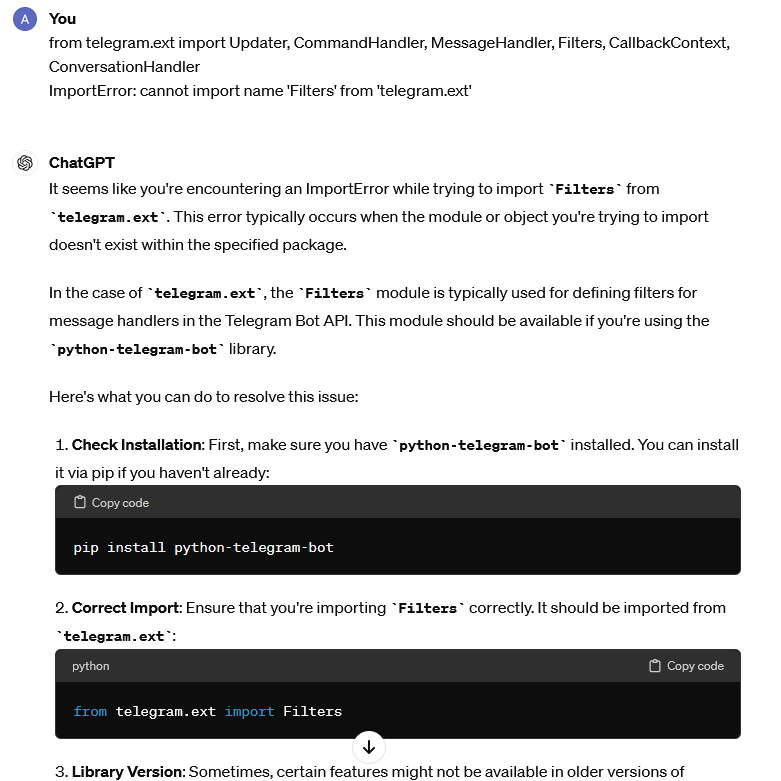 A You
from telegram.ext import Updater, CommandHandler, MessageHandler, Filters, CallbackContext,
ConversationHandler
ImportError: cannot import name 'Filters' from 'telegram.ext'
ChatGPT
It seems like you're encountering an ImportError while trying to import `Filters` from
`telegram.ext`. This error typically occurs when the module or object you're trying to import
doesn't exist within the specified package.
In the case of `telegram.ext`, the `Filters` module is typically used for defining filters for
message handlers in the Telegram Bot API. This module should be available if you're using the
`python-telegram-bot` library.
Here's what you can do to resolve this issue:
1. Check Installation: First, make sure you have `python-telegram-bot` installed. You can install
it via pip if you haven't already:
Copy code
pip install python-telegram-bot
2. Correct Import: Ensure that you're importing `Filters` correctly. It should be imported from
`telegram.ext`:
python Copy code
from telegram.ext import Filters
3. Library Version: Sometimes, certain features might not be available in older versions of